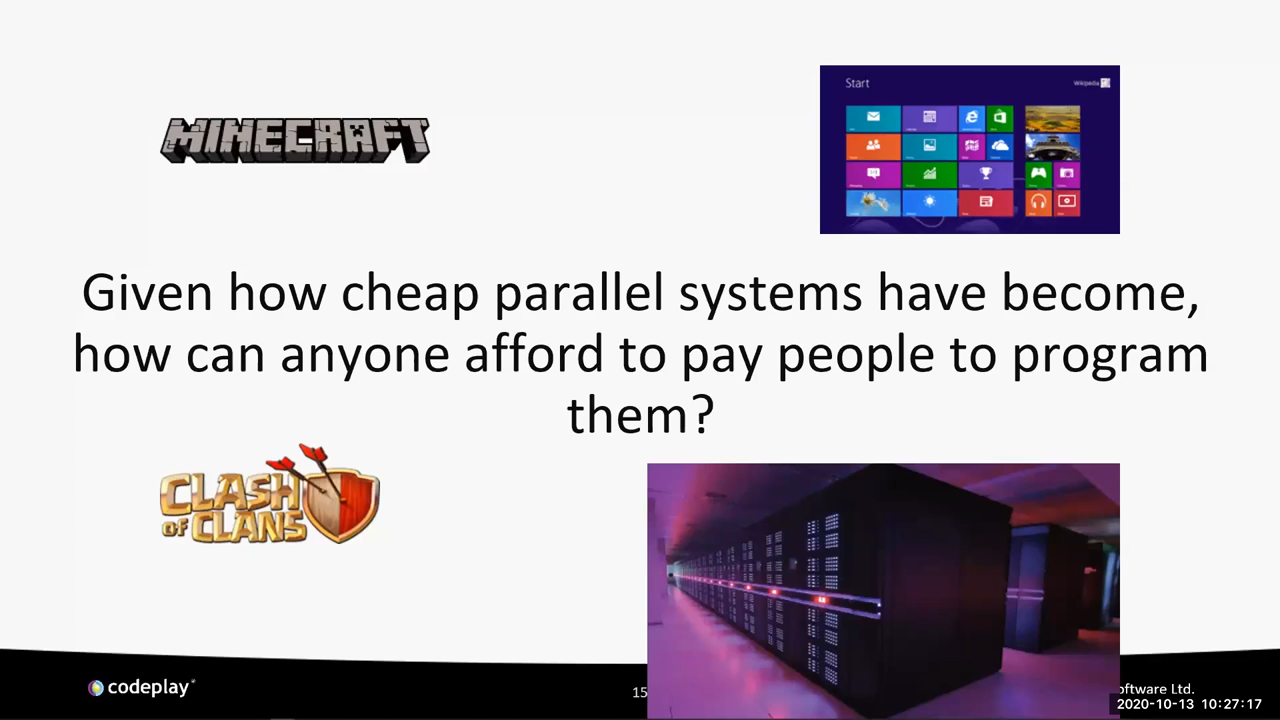 MINECRAFT
Start
Wikipedia
Given how cheap parallel systems have become,
how can anyone afford to pay people to program
them?
CLASH
OF CLANS
codeplay®
15
oftware Ltd.
2020-10-13 10:27:17